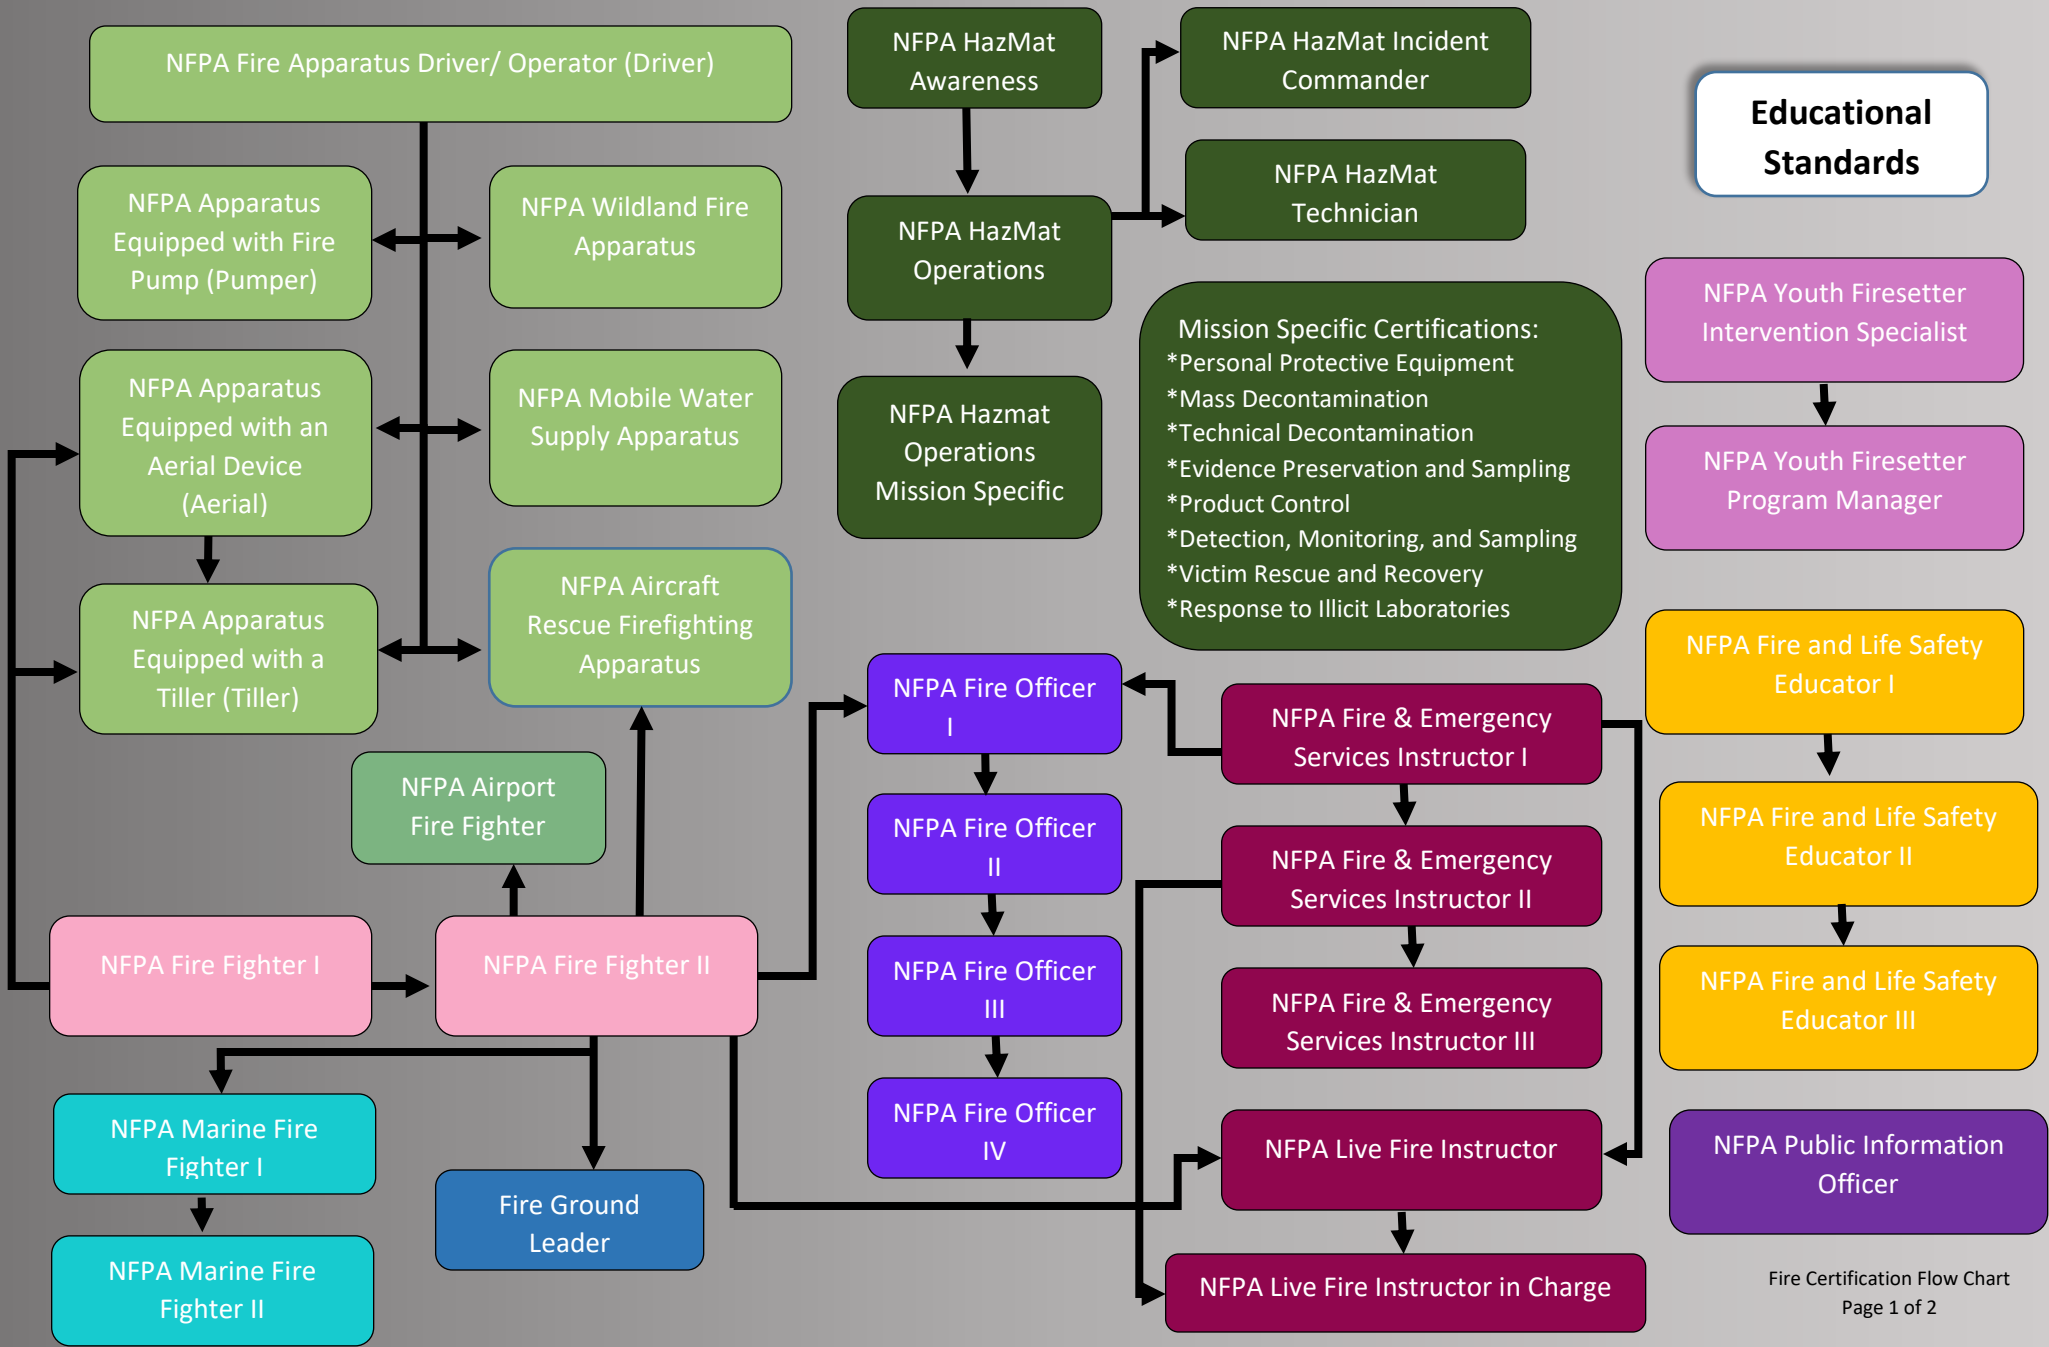 NFPA Fire Apparatus Driver/ Operator (Driver)
NFPA Apparatus
Equipped with Fire
Pump (Pumper)
NFPA Wildland Fire
Apparatus
NFPA Apparatus
Equipped with an
Aerial Device
(Aerial)
NFPA Mobile Water
Supply Apparatus
NFPA Apparatus
Equipped with a
Tiller (Tiller)
NFPA Aircraft
Rescue Firefighting
Apparatus
NFPA Airport
Fire Fighter
NFPA Fire Fighter I
NFPA Fire Fighter II
NFPA Marine Fire
Fighter I
NFPA Marine Fire
Fighter II
Fire Ground
Leader
NFPA HazMat
Awareness
NFPA HazMat
Operations
NFPA Hazmat
Operations
Mission Specific
NFPA HazMat Incident
Commander
NFPA HazMat
Technician
Mission Specific Certifications:
*Personal Protective Equipment
*Mass Decontamination
*Technical Decontamination
*Evidence Preservation and Sampling
*Product Control
*Detection, Monitoring, and Sampling
*Victim Rescue and Recovery
*Response to Illicit Laboratories
NFPA Fire Officer
I
NFPA Fire Officer
II
NFPA Fire Officer
III
NFPA Fire Officer
IV
NFPA Fire & Emergency
Services Instructor I
NFPA Fire & Emergency
Services Instructor II
NFPA Fire & Emergency
Services Instructor III
NFPA Live Fire Instructor
NFPA Live Fire Instructor in Charge
Educational
Standards
NFPA Youth Firesetter
Intervention Specialist
NFPA Youth Firesetter
Program Manager
NFPA Fire and Life Safety
Educator I
NFPA Fire and Life Safety
Educator II
NFPA Fire and Life Safety
Educator III
NFPA Public Information
Officer
Fire Certification Flow Chart
Page 1 of 2